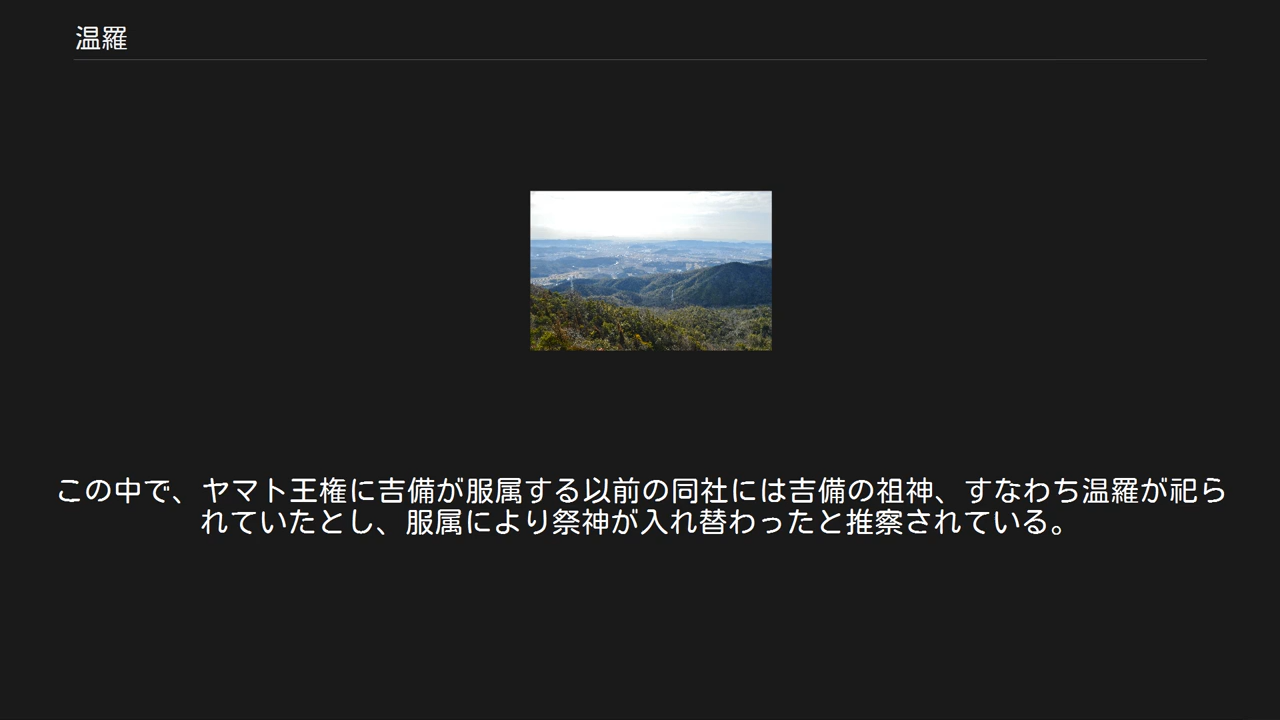 温羅
この中で、ヤマト王権に吉備が服属する以前の同社には吉備の祖神、すなわち温羅が祀ら
れていたとし、服属により祭神が入れ替わったと推察されている。